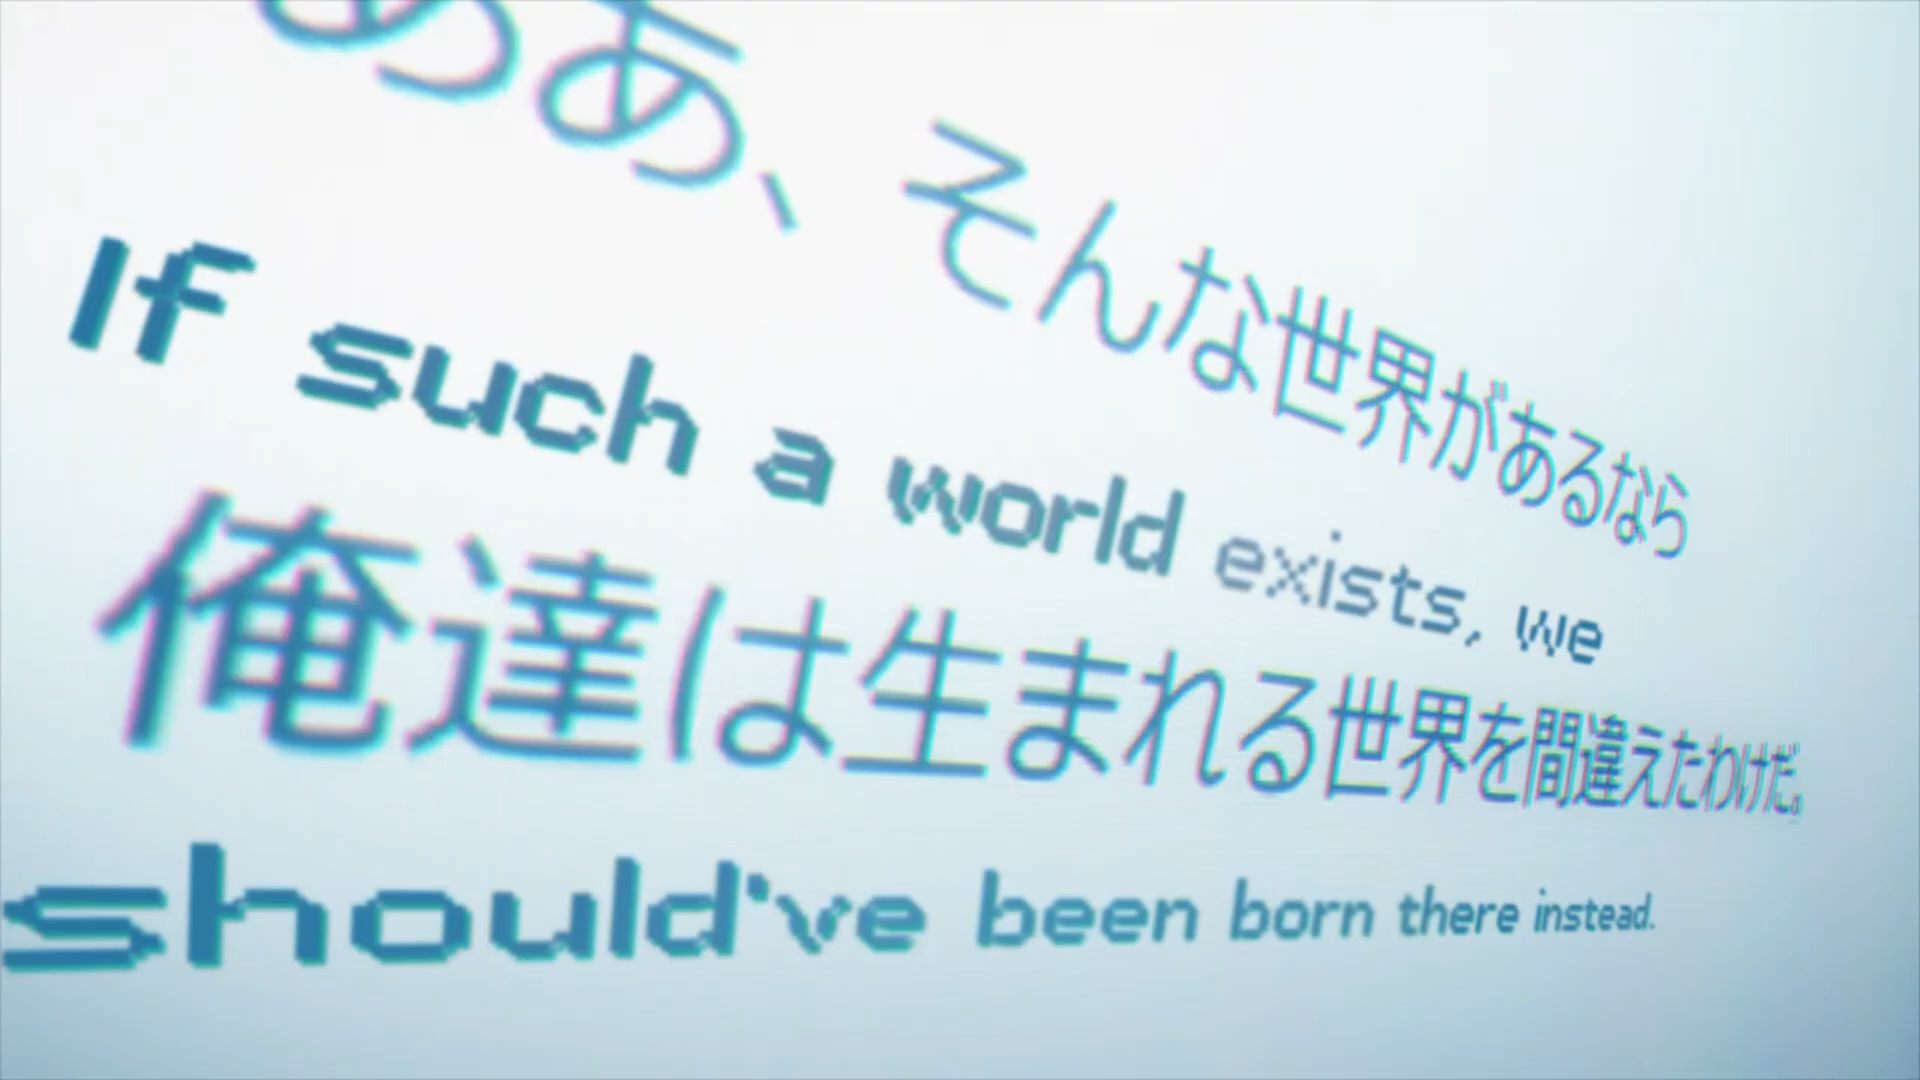 ああ、そんな世界があるなら
If such a world exists, we
俺達は生まれる世界を間違えたわけだ。
should've been born there instead.